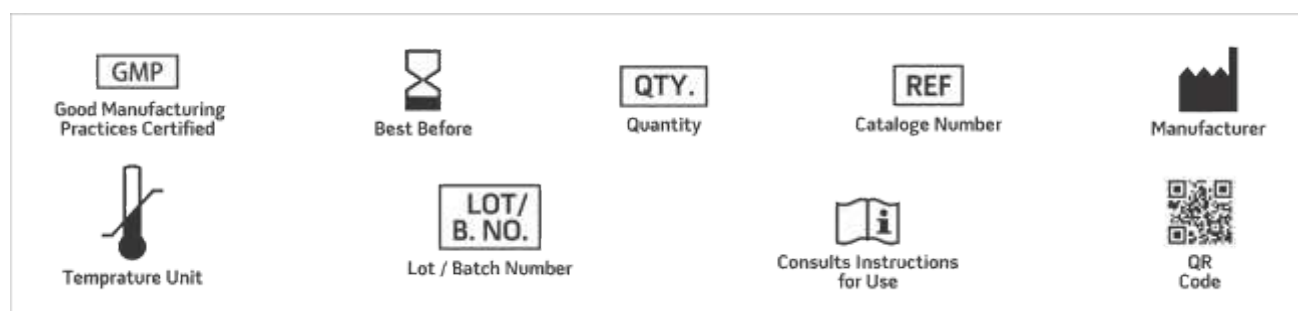 GMP
Good Manufacturing
Practices Certified
Best Before
QTY.
Quantity
REF
Cataloge Number
Manufacturer
Temprature Unit
LOT/
B. NO.
Lot / Batch Number
i
Consults Instructions
for Use
QR
Code